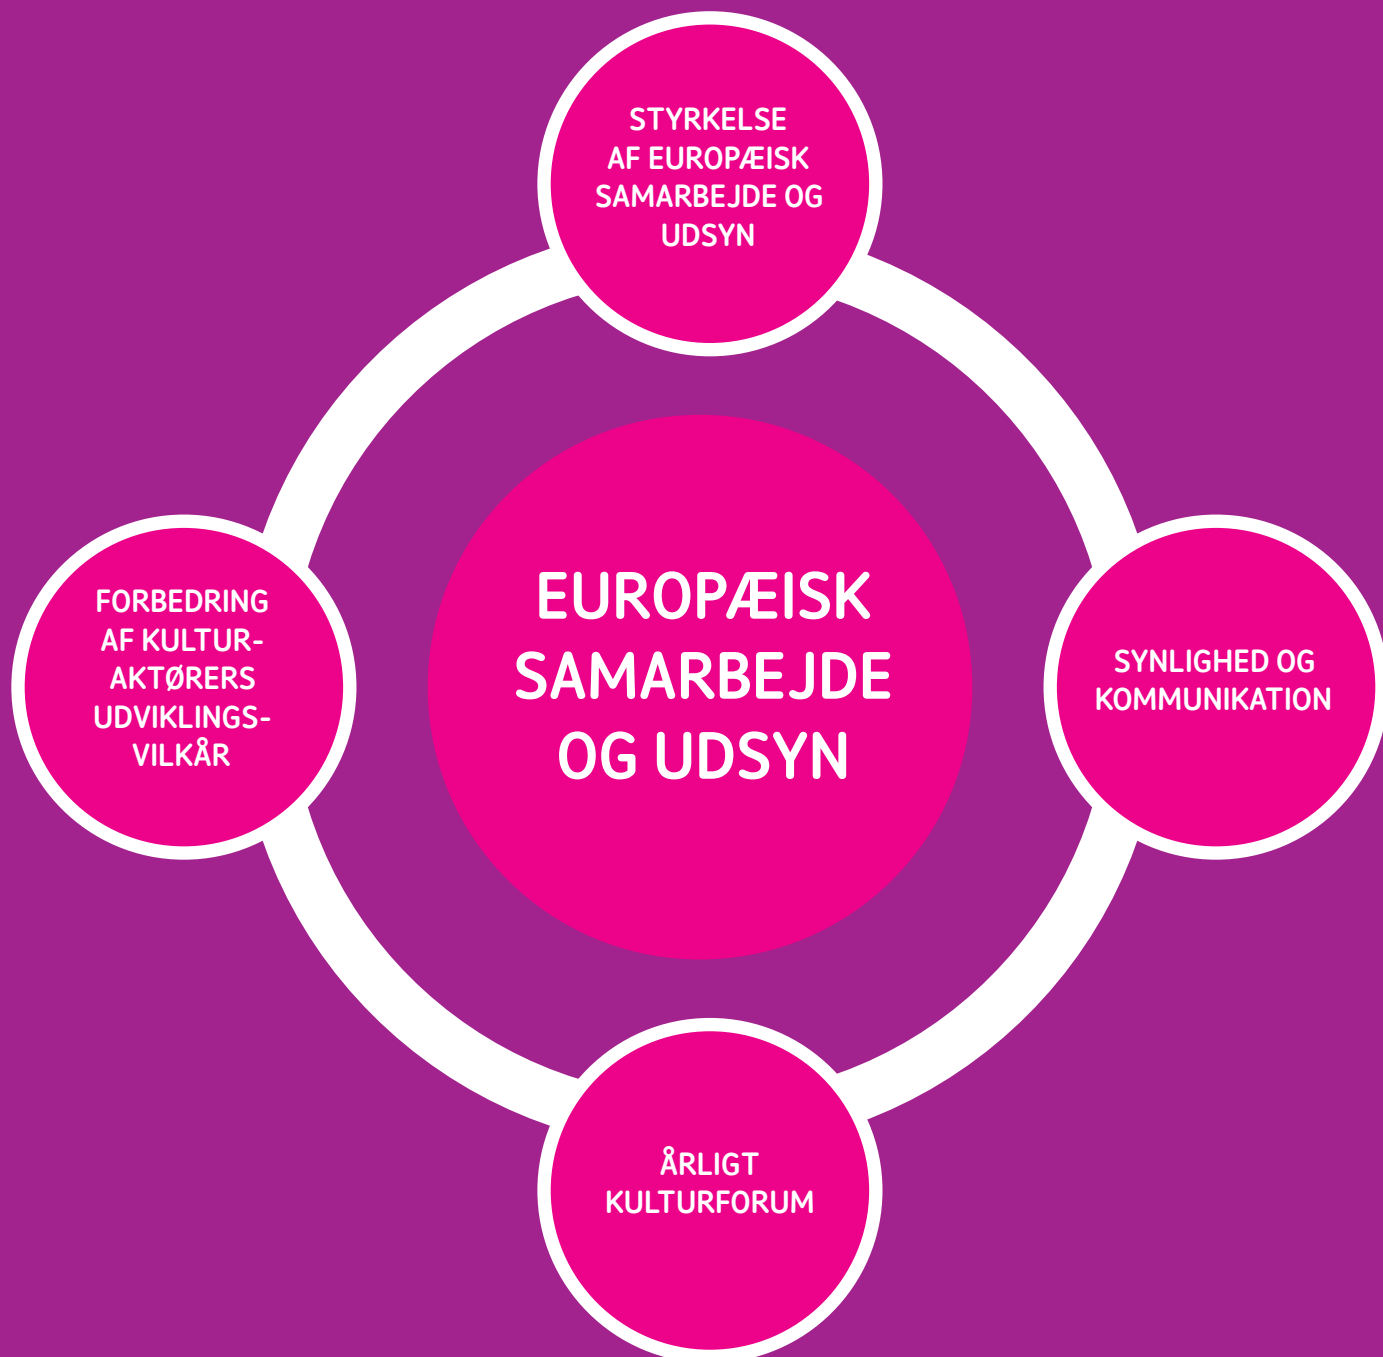 STYRKELSE
AF EUROPÆISK
SAMARBEJDE OG
UDSYN
EUROPÆISK
SAMARBEJDE
OG UDSYN
FORBEDRING
AF KULTUR-
AKTØRERS
UDVIKLINGS-
VILKÅR
SYNLIGHED OG
KOMMUNIKATION
ÅRLIGT
KULTURFORUM